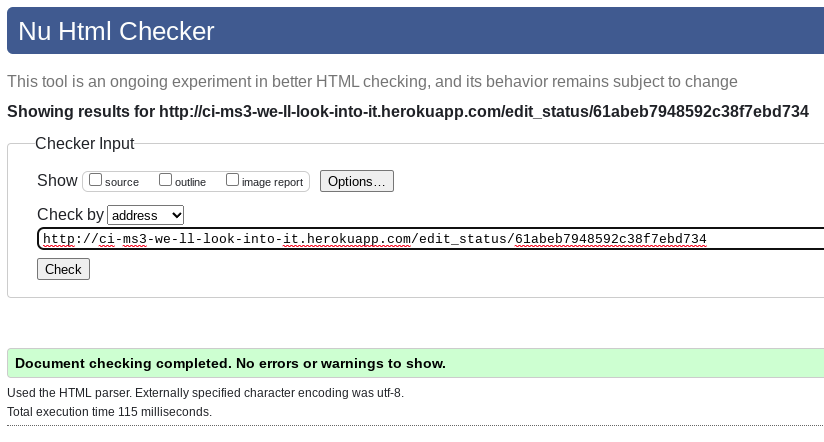 Nu Html Checker
This tool is an ongoing experiment in better HTML checking, and its behavior remains subject to change
Showing results for http://ci-ms3-we-ll-look-into-it.herokuapp.com/edit_status/61abeb7948592c38f7ebd734
Checker Input
Show source outline image report Options...
Check by address
http://ci-ms3-we-ll-look-into-it.herokuapp.com/edit_status/61abeb7948592c38f7ebd734
Check
Document checking completed. No errors or warnings to show.
Used the HTML parser. Externally specified character encoding was utf-8.
Total execution time 115 milliseconds.